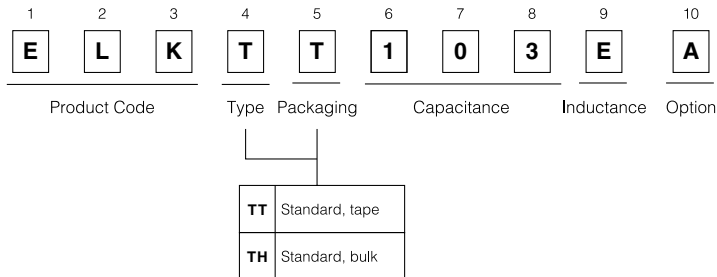 1 2 3 4 5 6 7 8 9 10
E L K T T 1 0 3 E A
Product Code Type Packaging Capacitance Inductance Option
TT Standard, tape
TH Standard, bulk